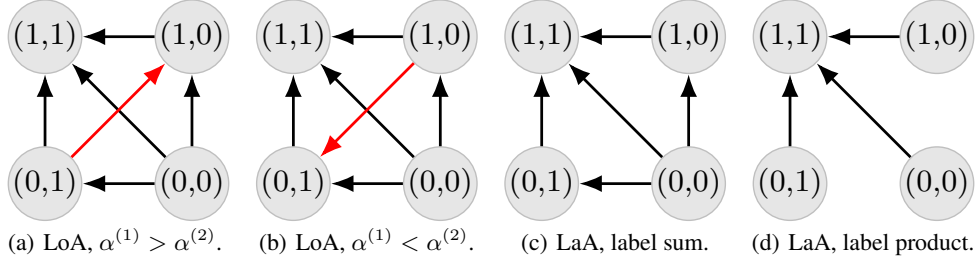 (1,1) (1,0) (1,1) (1,0) (1,1) (1,0) (1,1) (1,0)
(0,1) (0,0) (0,1) (0,0) (0,1) (0,0) (0,1) (0,0)
(a) LoA, α⁽¹⁾ > α⁽²⁾. (b) LoA, α⁽¹⁾ < α⁽²⁾. (c) LaA, label sum. (d) LaA, label product.